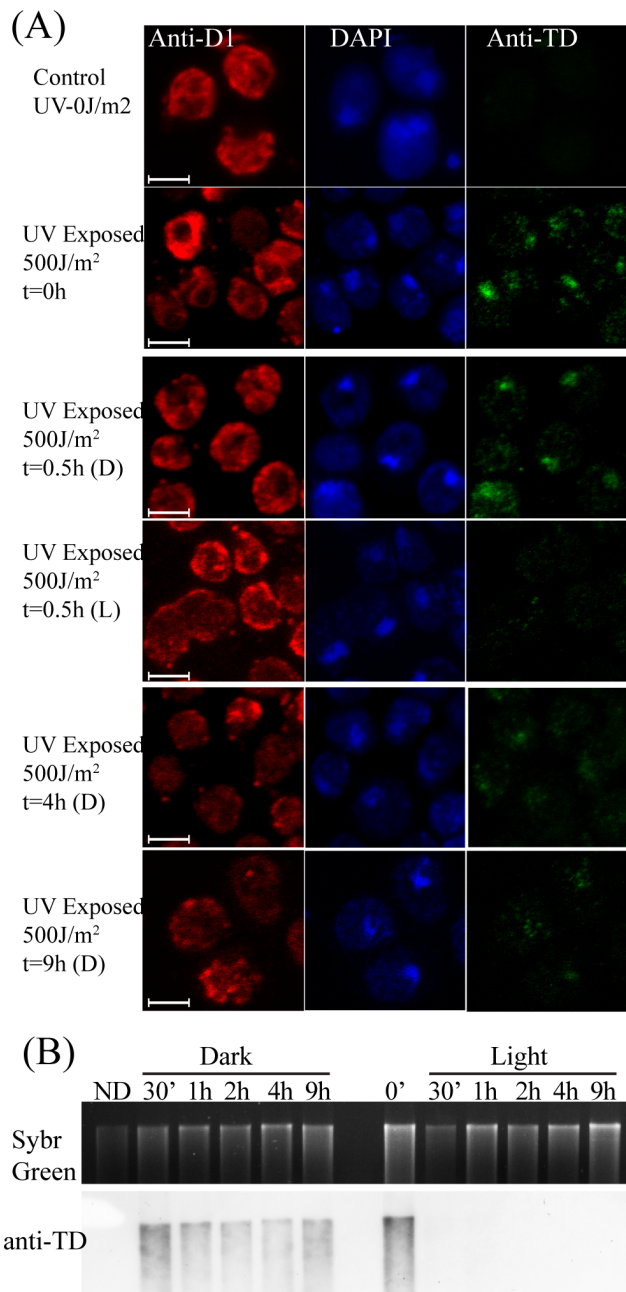 (A)
Anti-D1 DAPI Anti-TD
Control
UV-0J/m2
UV Exposed
500J/m²
t=0h
UV Exposed
500J/m²
t=0.5h (D)
UV Exposed
500J/m²
t=0.5h (L)
UV Exposed
500J/m²
t=4h (D)
UV Exposed
500J/m²
t=9h (D)
(B)
Dark Light
ND 30’ 1h 2h 4h 9h 0’ 30’ 1h 2h 4h 9h
Sybr
Green
anti-TD